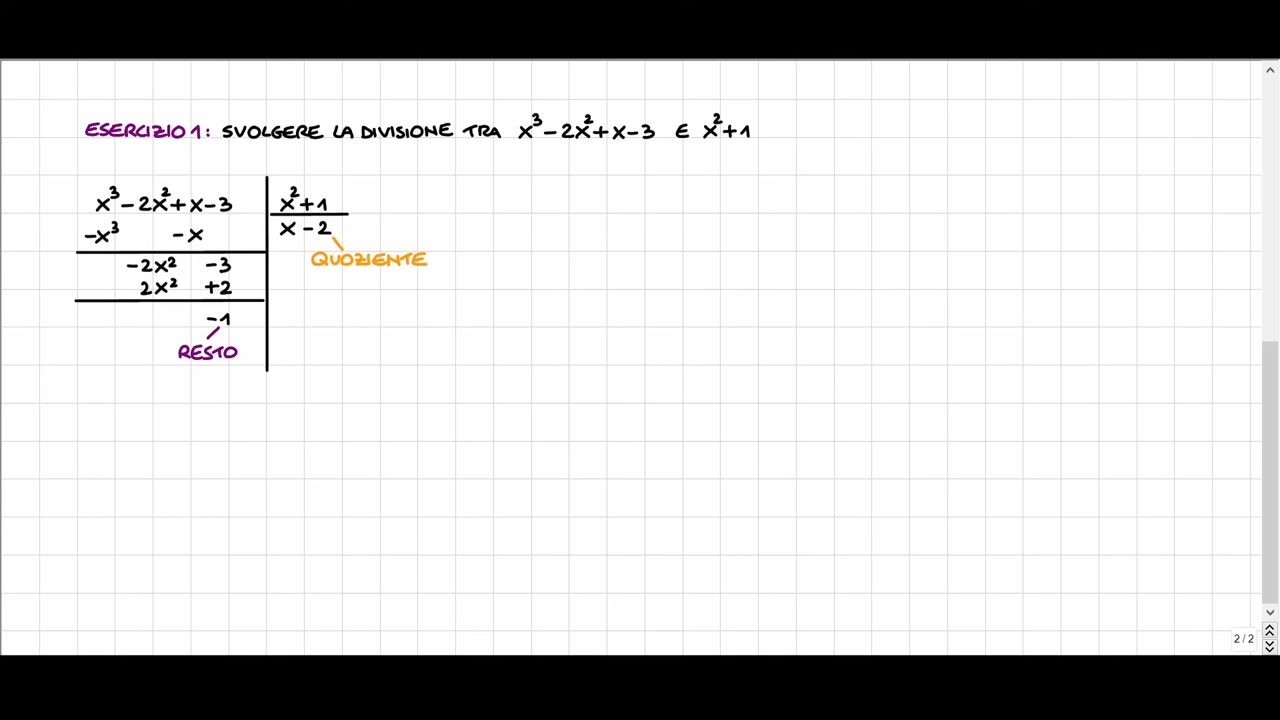 ESERCIZIO 1: SVOLGERE LA DIVISIONE TRA x³-2x²+x-3 E x²+1
x³-2x²+x-3 x²+1
-x³ -x x-2
-2x² -3 QUOZIENTE
2x² +2
-1
RESTO
2 / 2